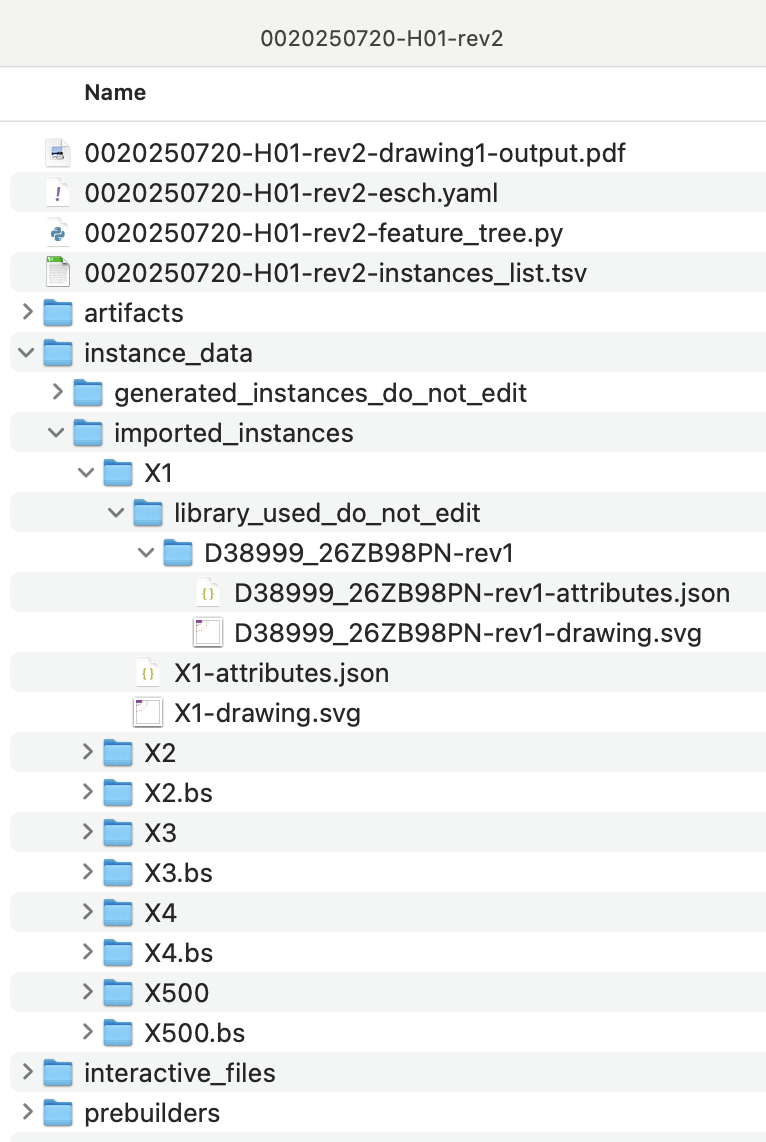 0020250720-H01-rev2
Name
0020250720-H01-rev2-drawing1-output.pdf
0020250720-H01-rev2-esch.yaml
0020250720-H01-rev2-feature_tree.py
0020250720-H01-rev2-instances_list.tsv
artifacts
instance_data
generated_instances_do_not_edit
imported_instances
X1
library_used_do_not_edit
D38999_26ZB98PN-rev1
D38999_26ZB98PN-rev1-attributes.json
D38999_26ZB98PN-rev1-drawing.svg
X1-attributes.json
X1-drawing.svg
X2
X2.bs
X3
X3.bs
X4
X4.bs
X500
X500.bs
interactive_files
prebuilders